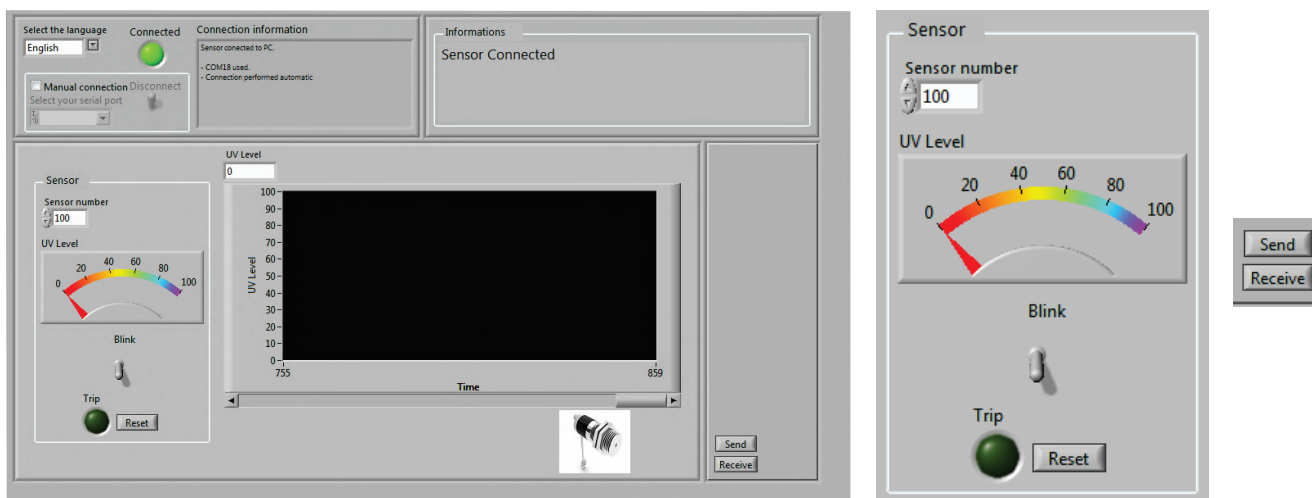 Select the language
English
Connected
Manual connection
Disconnect
Select your serial port
Connection information
Sensor conected to PC.
- COM18 used.
- Connection performed automatic
Informations
Sensor Connected
Sensor
Sensor number
100
UV Level
0 20 40 60 80 100
Blink
Trip
Reset
UV Level
0
UV Level
100
90
80
70
60
50
40
30
20
10
0
755 859
Time
Send
Receive
Sensor
Sensor number
100
UV Level
0 20 40 60 80 100
Blink
Trip
Reset
Send
Receive